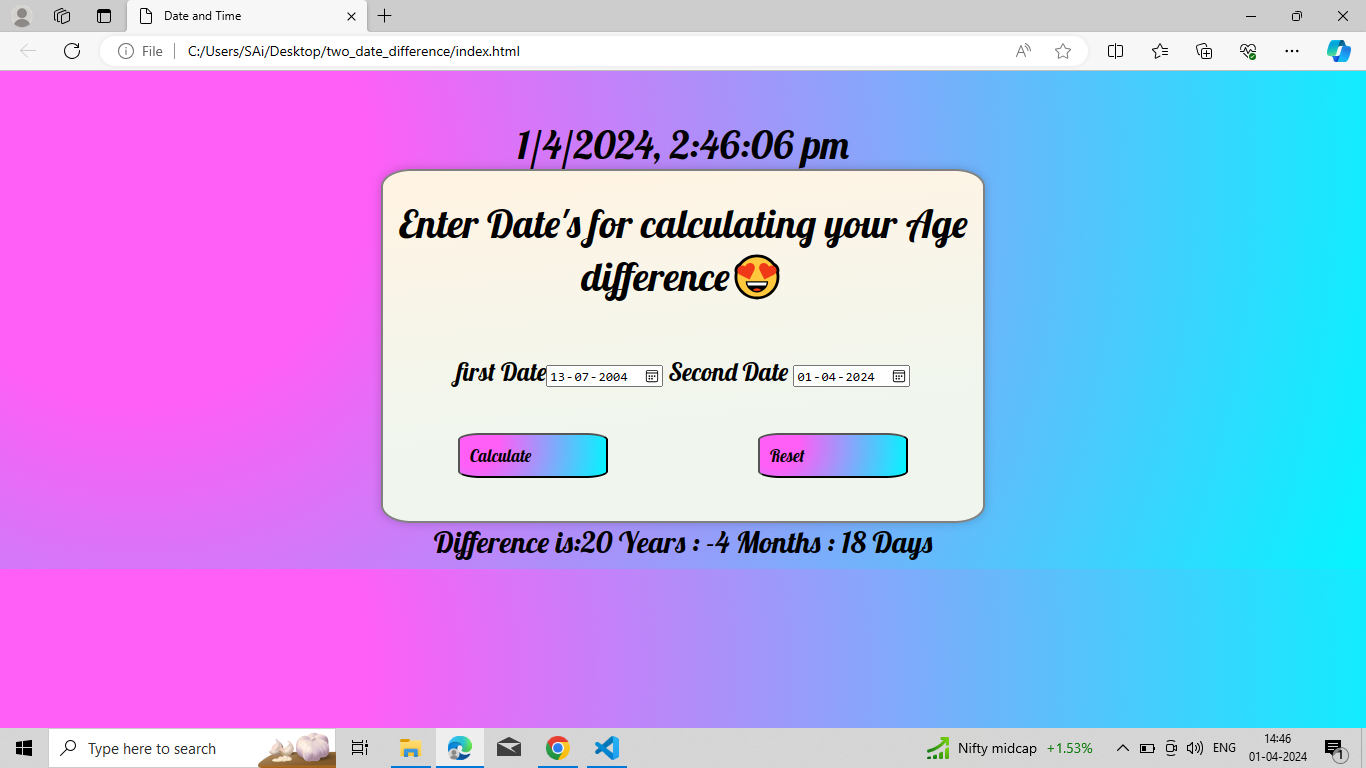 Date and Time
File
C:/Users/SAi/Desktop/two_date_difference/index.html
1/4/2024, 2:46:06 pm
Enter Date's for calculating your Age
difference😍
first Date 13-07-2004 Second Date 01-04-2024
Calculate Reset
Difference is:20 Years : -4 Months : 18 Days
Type here to search
Nifty midcap +1.53%
ENG
14:46
01-04-2024
1